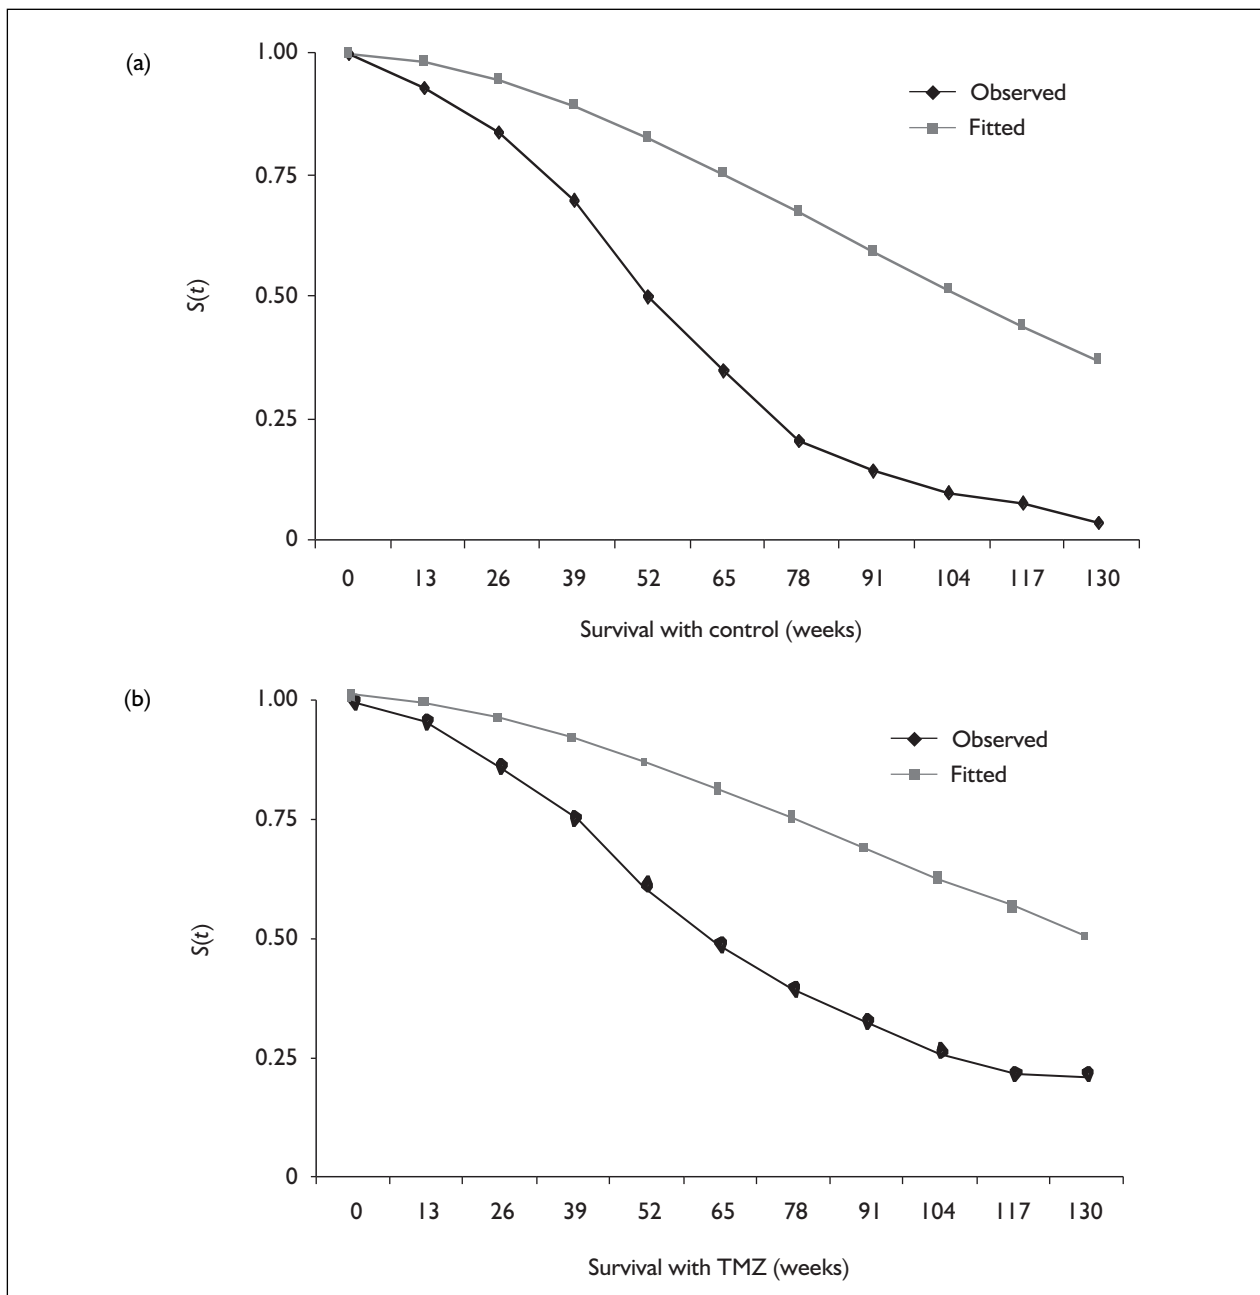 (a)
1.00
0.75
0.50
0.25
0
S(t)
Observed
Fitted
0 13 26 39 52 65 78 91 104 117 130
Survival with control (weeks)
(b)
1.00
0.75
0.50
0.25
0
S(t)
Observed
Fitted
0 13 26 39 52 65 78 91 104 117 130
Survival with TMZ (weeks)